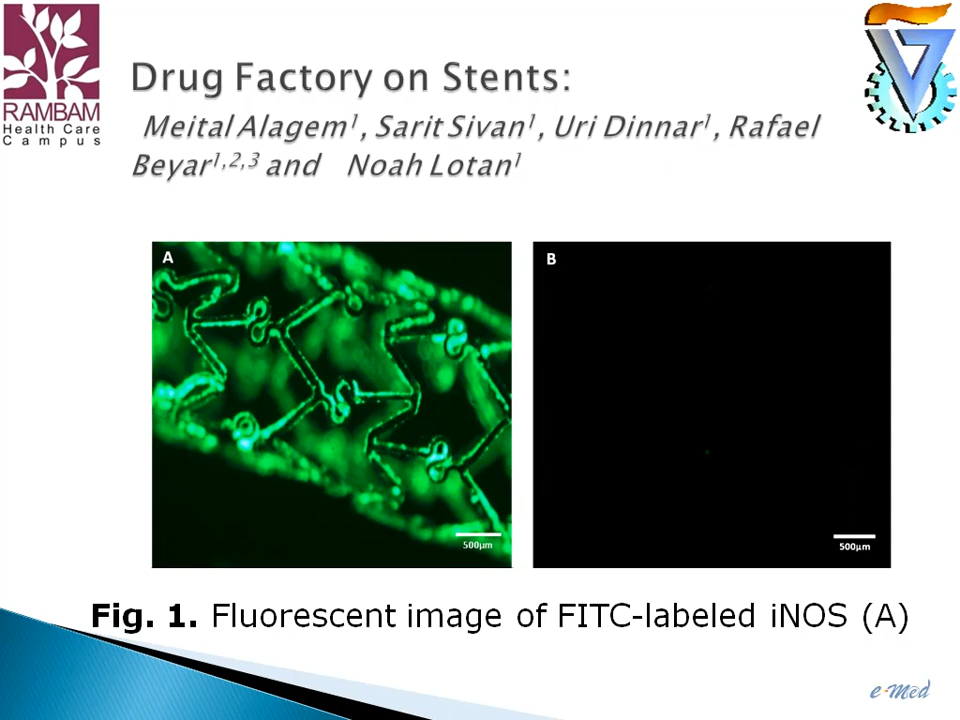 RAMBAM
Health Care
Campus
Drug Factory on Stents:
Meital Alagem¹, Sarit Sivan¹, Uri Dinnar¹, Rafael
Beyar¹,²,³ and Noah Lotan¹
A
B
500µm
500µm
Fig. 1. Fluorescent image of FITC-labeled iNOS (A)
e-Med